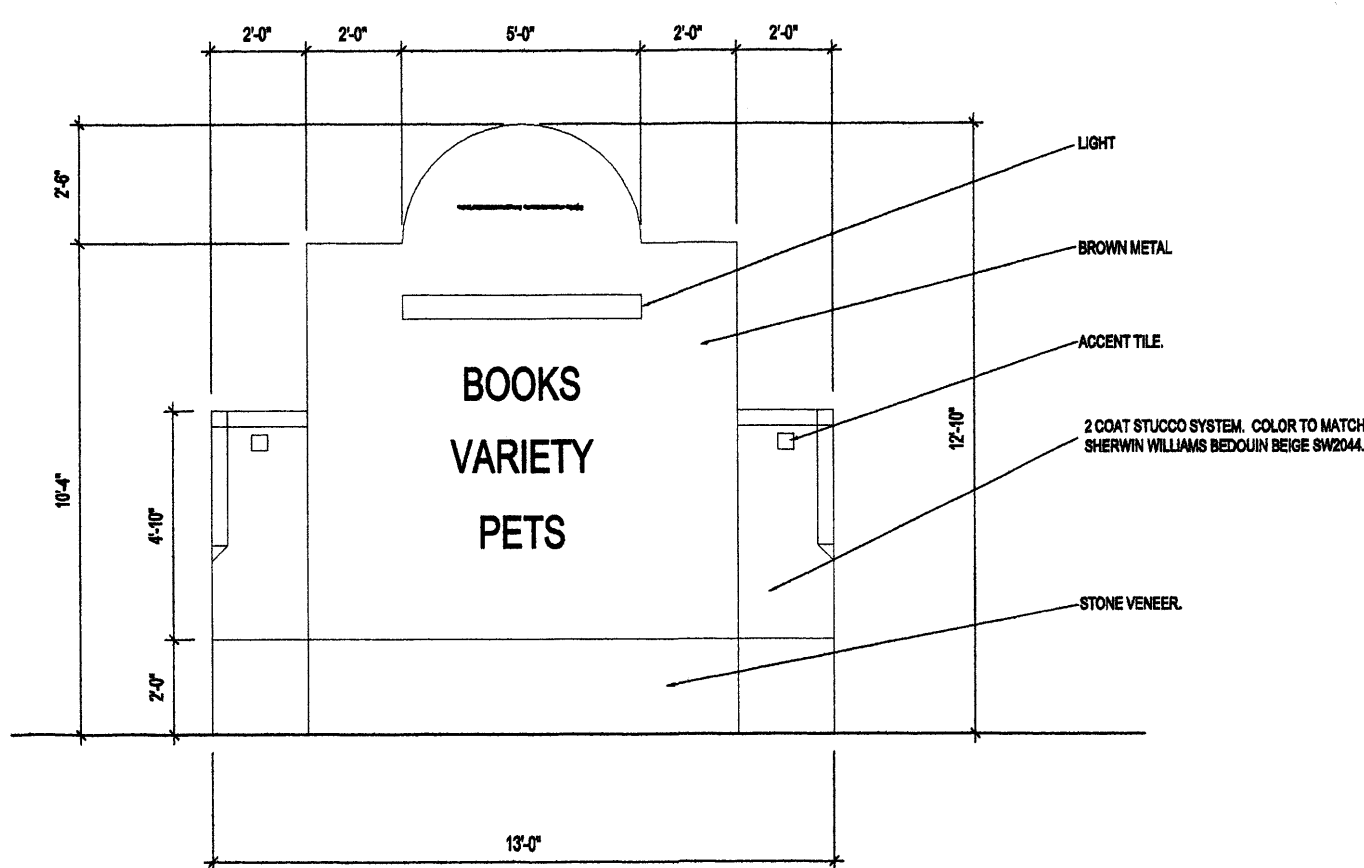 2'-0"
2'-0"
5'-0"
2'-0"
2'-0"
2'-6"
LIGHT
BROWN METAL
ACCENT TILE.
BOOKS
VARIETY
PETS
2 COAT STUCCO SYSTEM. COLOR TO MATCH
SHERWIN WILLIAMS BEDOUIN BEIGE SW2044.
12'-10"
10'-4"
4'-10"
STONE VENEER.
2'-0"
13'-0"